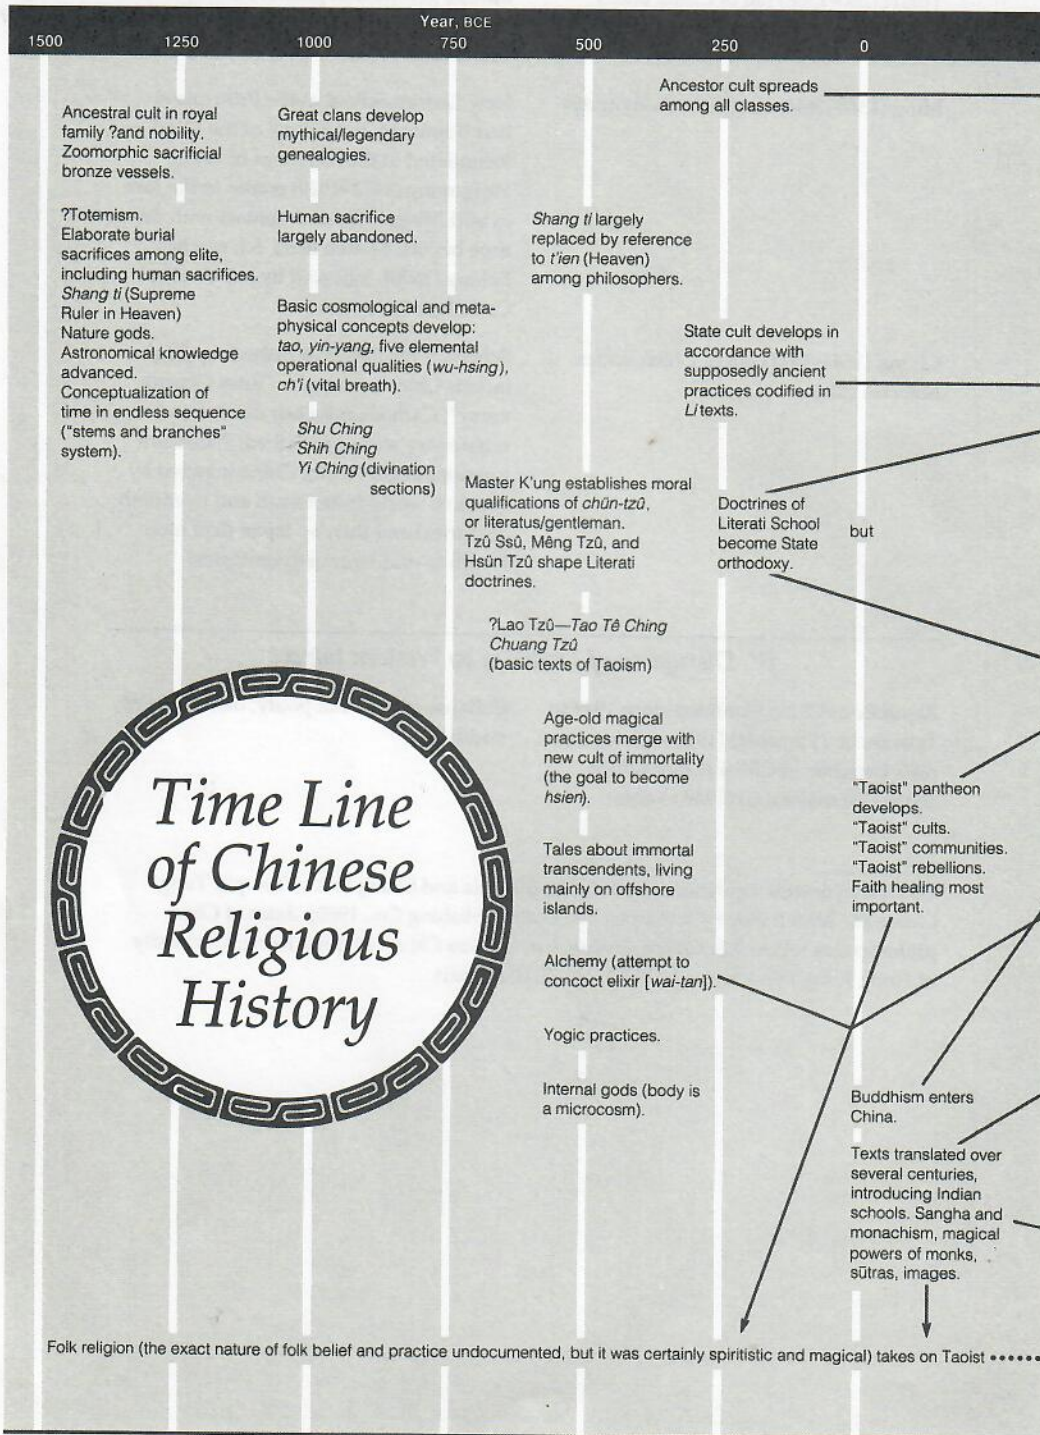 Year, BCE
1500 1250 1000 750 500 250 0
Ancestor cult spreads
among all classes.
Ancestral cult in royal
family ?and nobility.
Zoomorphic sacrificial
bronze vessels.
Great clans develop
mythical/legendary
genealogies.
?Totemism.
Elaborate burial
sacrifices among elite,
including human sacrifices.
Shang ti (Supreme
Ruler in Heaven)
Nature gods.
Astronomical knowledge
advanced.
Conceptualization of
time in endless sequence
("stems and branches"
system).
Human sacrifice
largely abandoned.
Basic cosmological and meta-
physical concepts develop:
tao, yin-yang, five elemental
operational qualities (wu-hsing),
ch'i (vital breath).
Shu Ching
Shih Ching
Yi Ching (divination
sections)
Shang ti largely
replaced by reference
to t'ien (Heaven)
among philosophers.
State cult develops in
accordance with
supposedly ancient
practices codified in
Li texts.
Master K'ung establishes moral
qualifications of chün-tzû,
or literatus/gentleman.
Tzû Ssû, Mêng Tzû, and
Hsün Tzû shape Literati
doctrines.
Doctrines of
Literati School
become State
orthodoxy.
but
?Lao Tzû—Tao Tê Ching
Chuang Tzû
(basic texts of Taoism)
Age-old magical
practices merge with
new cult of immortality
(the goal to become
hsien).
Tales about immortal
transcendents, living
mainly on offshore
islands.
Alchemy (attempt to
concoct elixir [wai-tan]).
Yogic practices.
Internal gods (body is
a microcosm).
"Taoist" pantheon
develops.
"Taoist" cults.
"Taoist" communities.
"Taoist" rebellions.
Faith healing most
important.
Time Line
of Chinese
Religious
History
Buddhism enters
China.
Texts translated over
several centuries,
introducing Indian
schools. Sangha and
monachism, magical
powers of monks,
sūtras, images.
Folk religion (the exact nature of folk belief and practice undocumented, but it was certainly spiritistic and magical) takes on Taoist ••••••